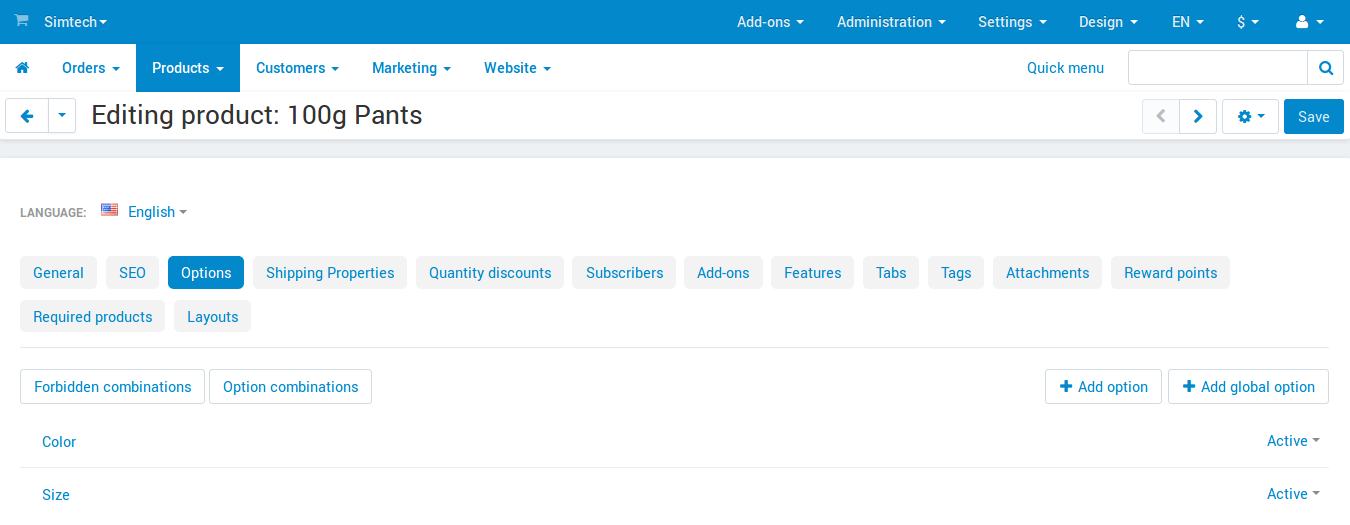 Simtech Add-ons Administration Settings Design EN $
Orders Products Customers Marketing Website Quick menu
Editing product: 100g Pants Save
LANGUAGE: English
General SEO Options Shipping Properties Quantity discounts Subscribers Add-ons Features Tabs Tags Attachments Reward points
Required products Layouts
Forbidden combinations Option combinations Add option Add global option
Color Active
Size Active